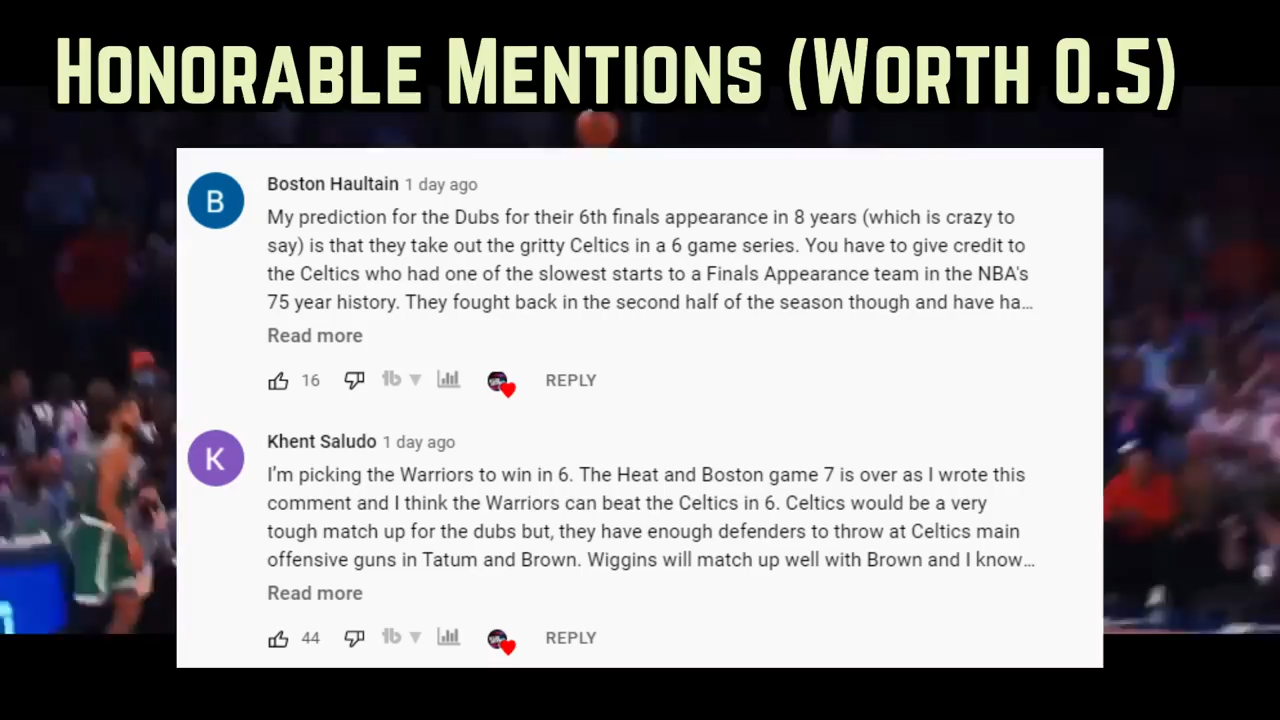 HONORABLE MENTIONS (WORTH 0.5)
B
Boston Haultain 1 day ago
My prediction for the Dubs for their 6th finals appearance in 8 years (which is crazy to
say) is that they take out the gritty Celtics in a 6 game series. You have to give credit to
the Celtics who had one of the slowest starts to a Finals Appearance team in the NBA's
75 year history. They fought back in the second half of the season though and have ha...
Read more
16 REPLY
K
Khent Saludo 1 day ago
I'm picking the Warriors to win in 6. The Heat and Boston game 7 is over as I wrote this
comment and I think the Warriors can beat the Celtics in 6. Celtics would be a very
tough match up for the dubs but, they have enough defenders to throw at Celtics main
offensive guns in Tatum and Brown. Wiggins will match up well with Brown and I know...
Read more
44 REPLY